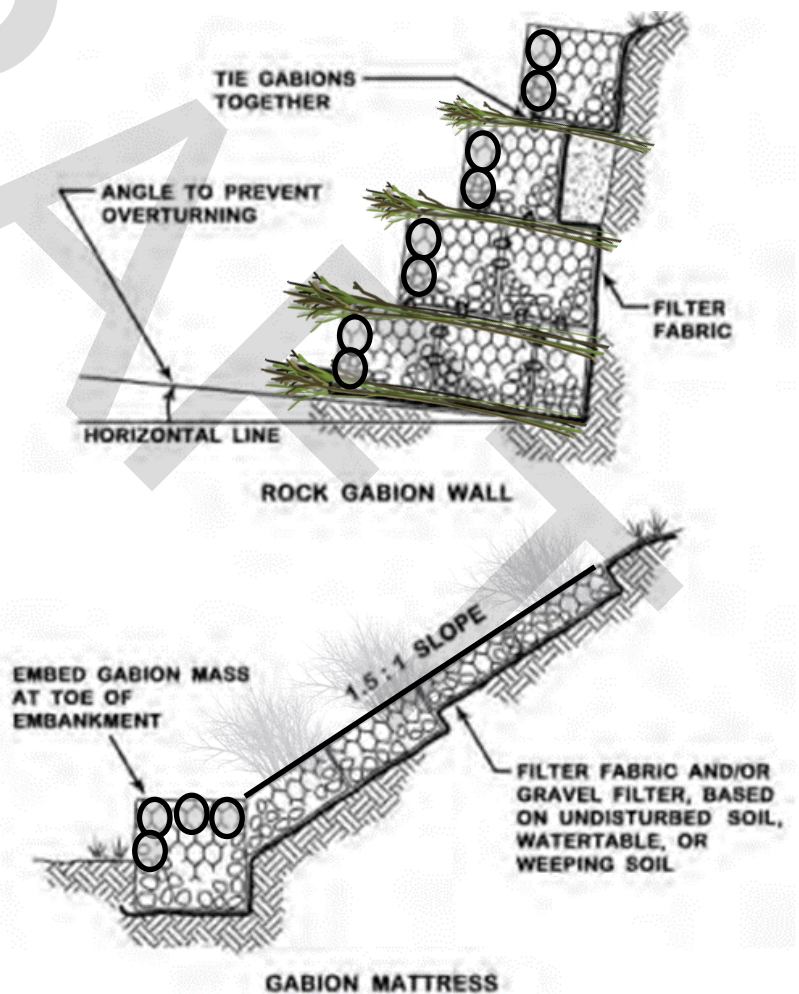 TIE GABIONS
TOGETHER
ANGLE TO PREVENT
OVERTURNING
FILTER
FABRIC
HORIZONTAL LINE
ROCK GABION WALL
1.5 : 1 SLOPE
EMBED GABION MASS
AT TOE OF
EMBANKMENT
FILTER FABRIC AND/OR
GRAVEL FILTER, BASED
ON UNDISTURBED SOIL,
WATERTABLE, OR
WEEPING SOIL
GABION MATTRESS